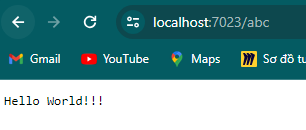 localhost:7023/abc
Gmail YouTube Maps Sơ đồ tư
Hello World!!!